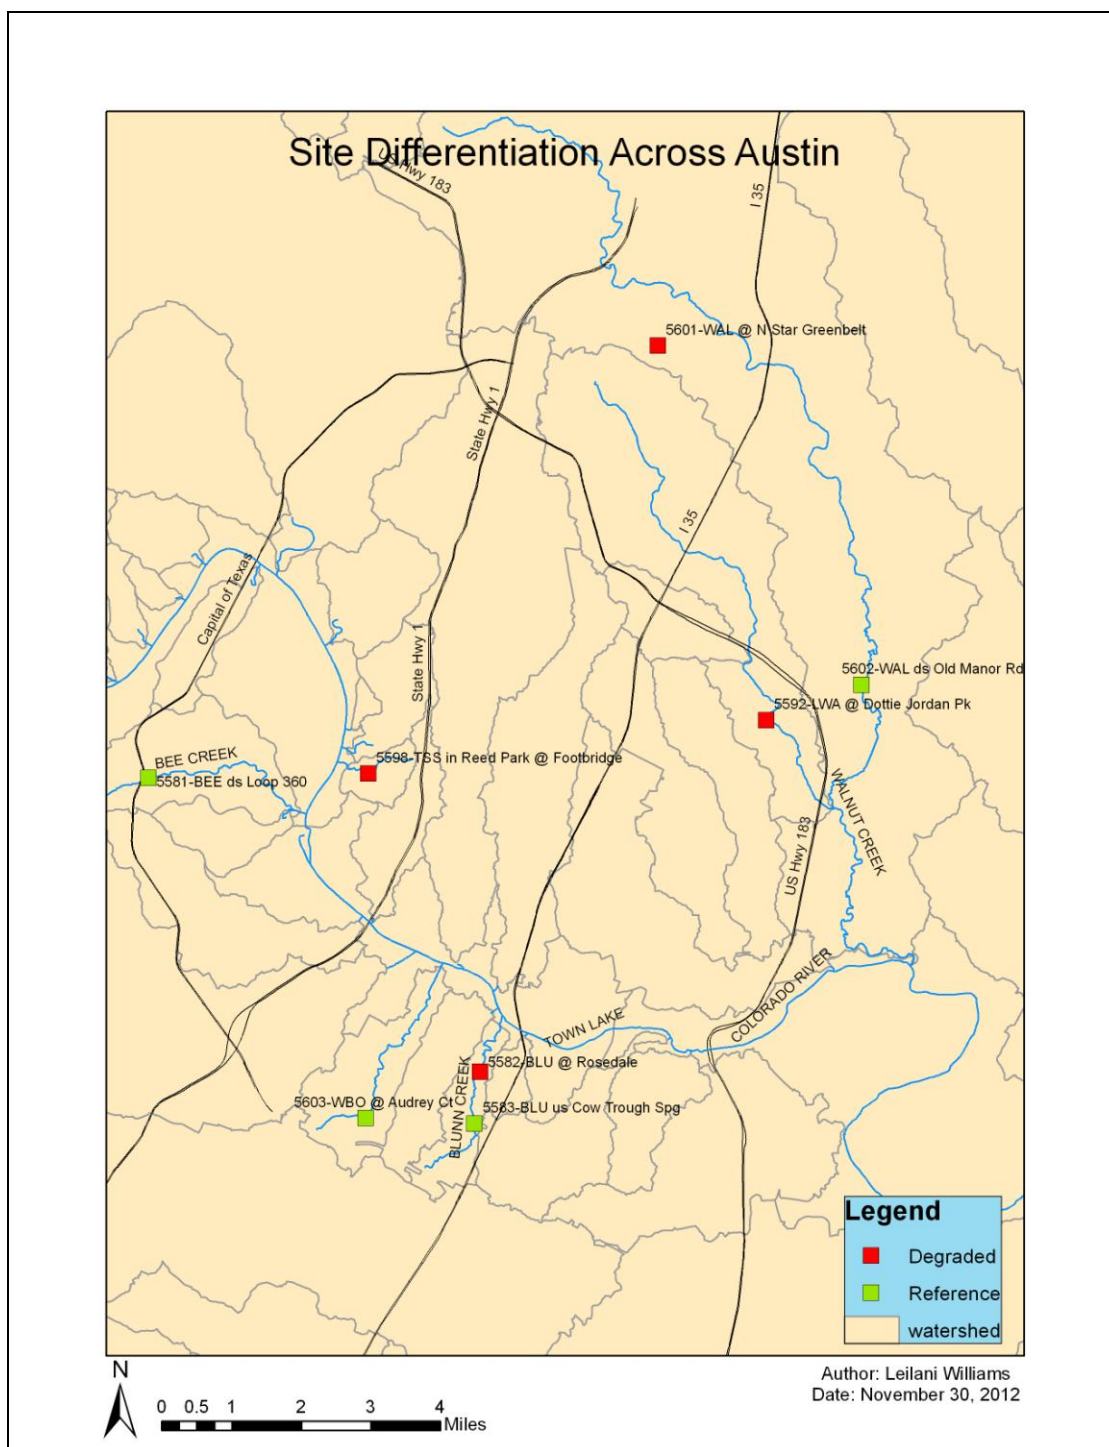 Site Differentiation Across Austin
US Hwy 183
I 35
5601-WAL @ N Star Greenbelt
State Hwy 1
I 35
Capital of Texas
State Hwy 1
5602-WAL ds Old Manor Rd
5592-LWA @ Dottie Jordan Pk
BEE CREEK
5598-TSS in Reed Park @ Footbridge
5581-BEE ds Loop 360
WALNUT CREEK
US Hwy 183
COLORADO RIVER
TOWN LAKE
5582-BLU @ Rosedale
BLUNN CREEK
5603-WBO @ Audrey Ct
5583-BLU us Cow Trough Spg
Legend
Degraded
Reference
watershed
N
0 0.5 1 2 3 4
Miles
Author: Leilani Williams
Date: November 30, 2012